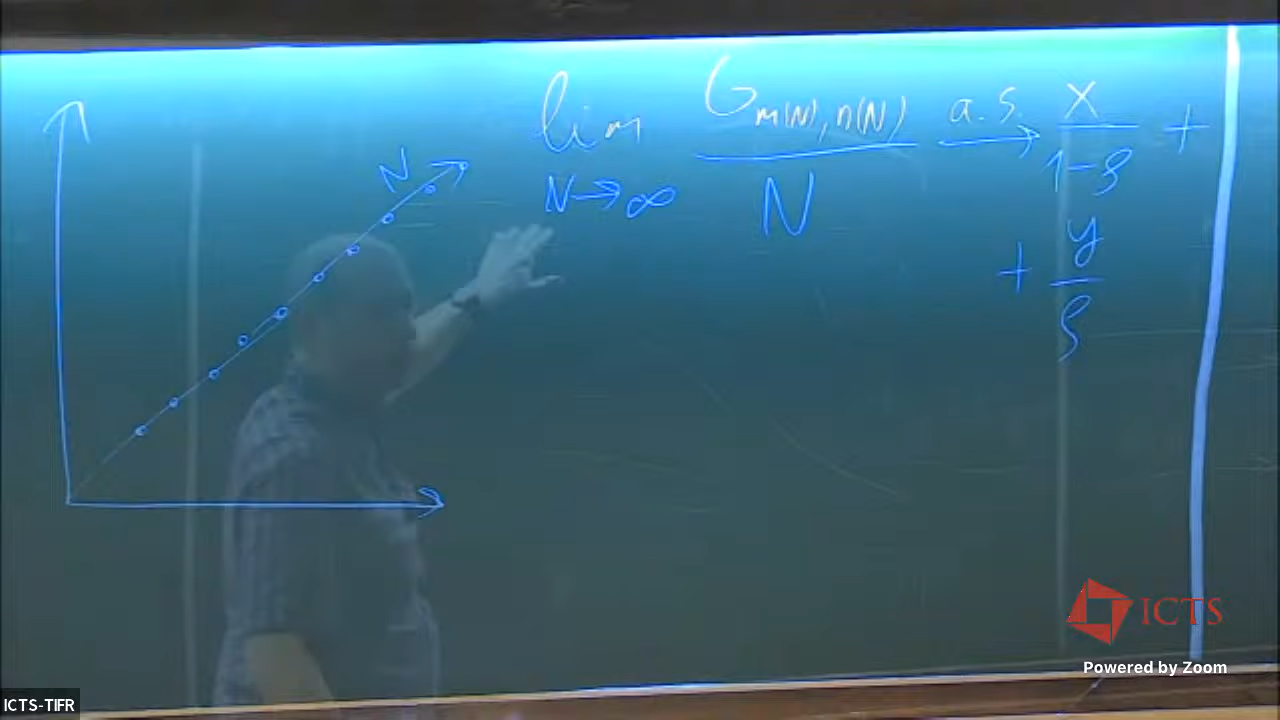 lim G_{m(N), n(N)} / N a.s. → x / 1-ρ +
N→∞
+ y / ρ
N
ICTS
Powered by Zoom
ICTS-TIFR